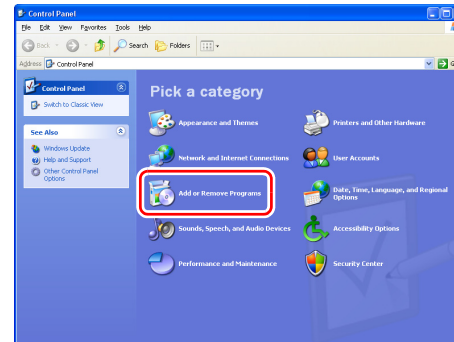 Control Panel
File Edit View Favorites Tools Help
Back Search Folders
Address Control Panel
Control Panel
Switch to Classic View
See Also
Windows Update
Help and Support
Other Control Panel
Options
Pick a category
Appearance and Themes
Printers and Other Hardware
Network and Internet Connections
User Accounts
Add or Remove Programs
Date, Time, Language, and Regional
Options
Sounds, Speech, and Audio Devices
Accessibility Options
Performance and Maintenance
Security Center